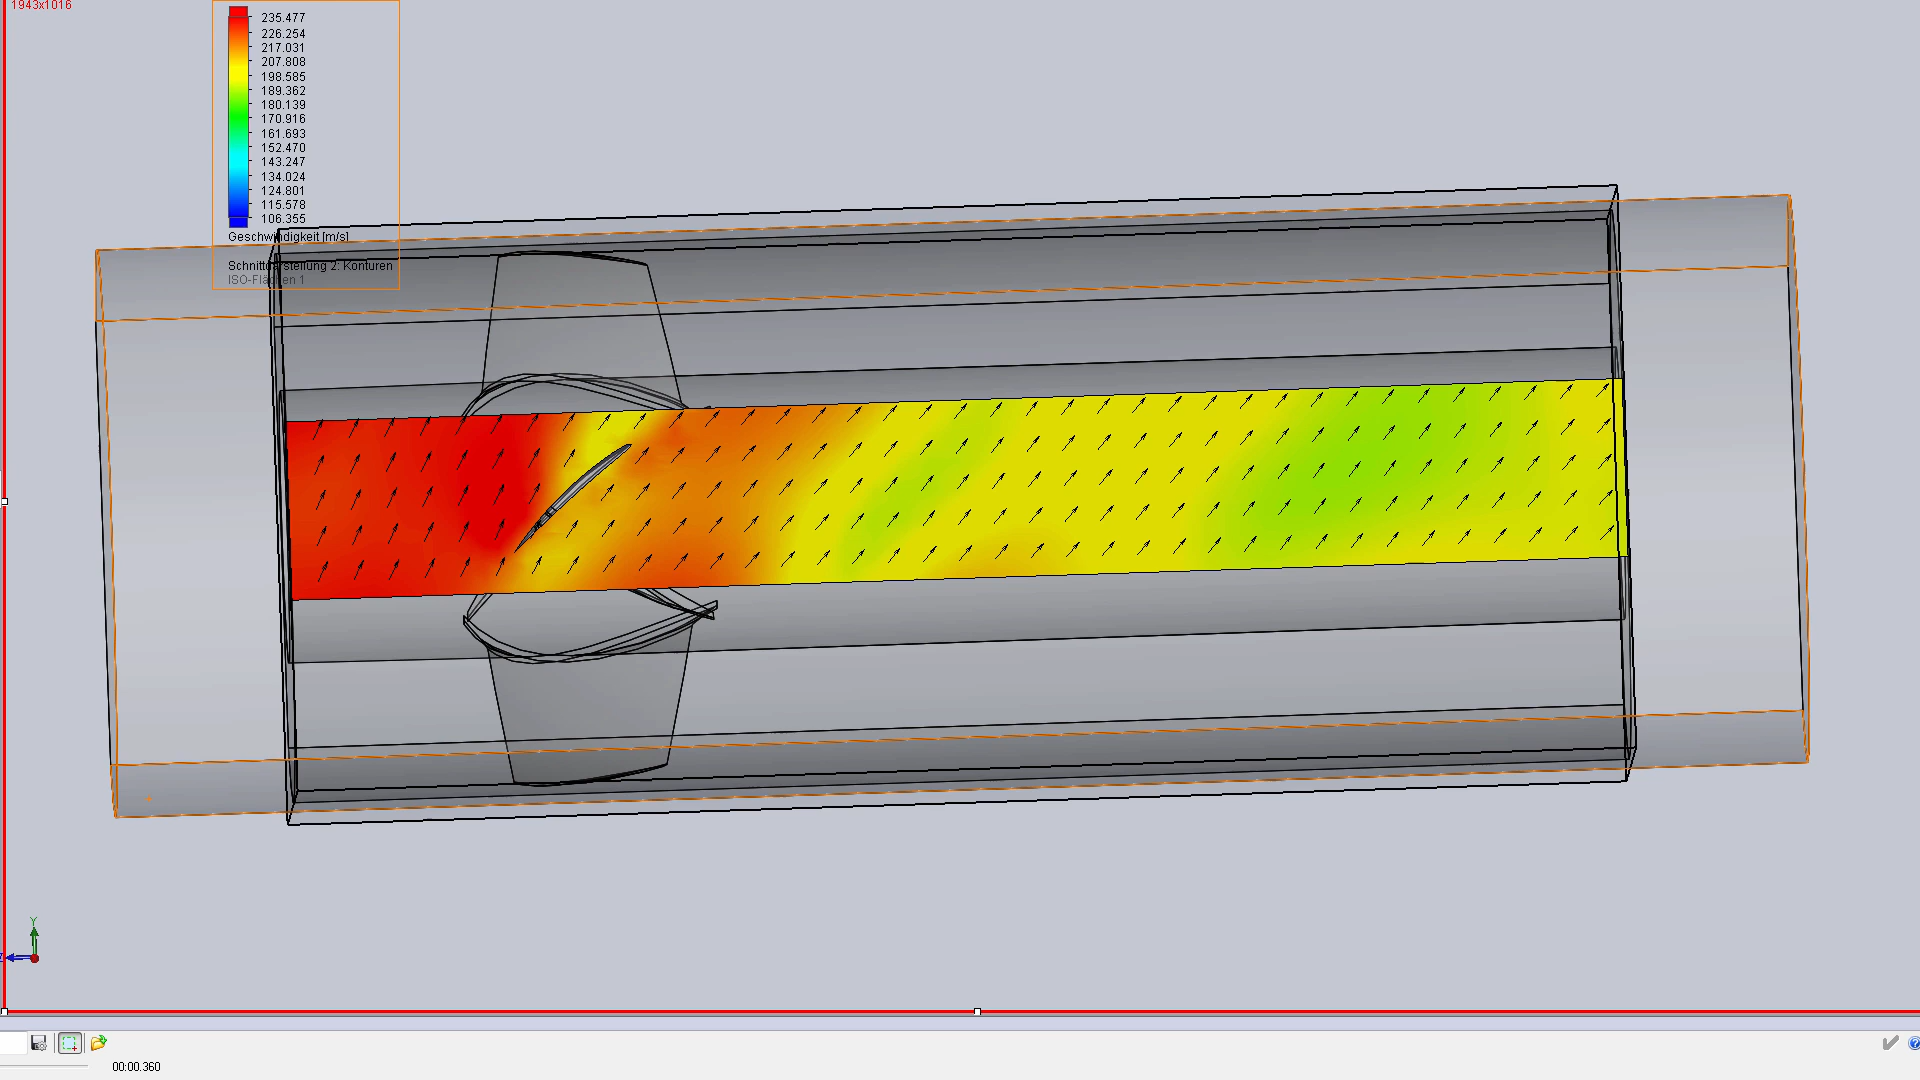 1943x1016
235.477
226.254
217.031
207.808
198.585
189.362
180.139
170.916
161.693
152.470
143.247
134.024
124.801
115.578
106.355
Geschwindigkeit [m/s]
Schnittdarstellung 2: Konturen
ISO-Flächen 1
Y
Z
00:00.360